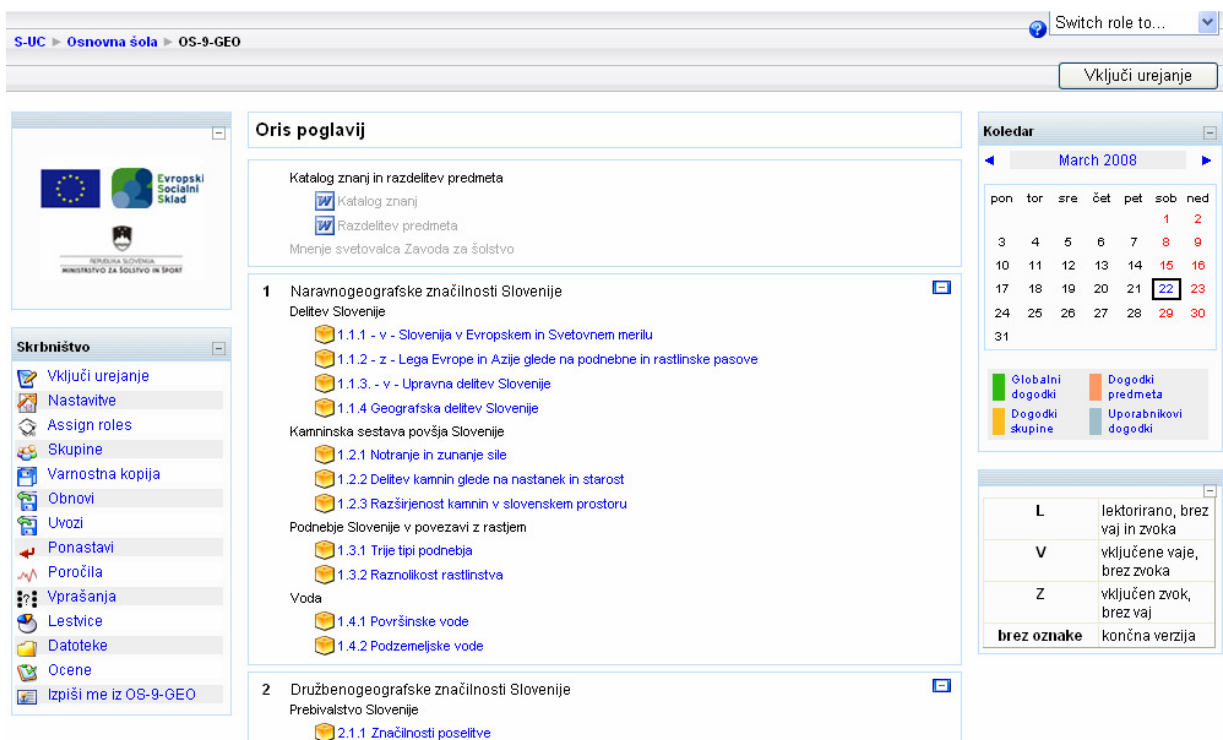 Switch role to...
S-UC ► Osnovna šola ► OS-9-GEO
Vključi urejanje
Evropski
Socialni
Sklad
REPUBLIKA SLOVENIJA
MINISTRSTVO ZA ŠOLSTVO IN ŠPORT
Skrbništvo
Vključi urejanje
Nastavitve
Assign roles
Skupine
Varnostna kopija
Obnovi
Uvozi
Ponastavi
Poročila
Vprašanja
Lestvice
Datoteke
Ocene
Izpiši me iz OS-9-GEO
Oris poglavij
Katalog znanj in razdelitev predmeta
Katalog znanj
Razdelitev predmeta
Mnenje svetovalca Zavoda za šolstvo
1 Naravnogeografske značilnosti Slovenije
Delitev Slovenije
1.1.1 - v - Slovenija v Evropskem in Svetovnem merilu
1.1.2 - z - Lega Evrope in Azije glede na podnebne in rastlinske pasove
1.1.3. - v - Upravna delitev Slovenije
1.1.4 Geografska delitev Slovenije
Kamninska sestava povšja Slovenije
1.2.1 Notranje in zunanje sile
1.2.2 Delitev kamnin glede na nastanek in starost
1.2.3 Razširjenost kamnin v slovenskem prostoru
Podnebje Slovenije v povezavi z rastjem
1.3.1 Trije tipi podnebja
1.3.2 Raznolikost rastlinstva
Voda
1.4.1 Površinske vode
1.4.2 Podzemeljske vode
2 Družbenogeografske značilnosti Slovenije
Prebivalstvo Slovenije
2.1.1 Značilnosti poselitve
Koledar
◄ March 2008 ►
pon tor sre čet pet sob ned
1 2
3 4 5 6 7 8 9
10 11 12 13 14 15 16
17 18 19 20 21 22 23
24 25 26 27 28 29 30
31
Globalni dogodki
Dogodki predmeta
Dogodki skupine
Uporabnikovi dogodki
L lektorirano, brez
vaj in zvoka
V vključene vaje,
brez zvoka
Z vključen zvok,
brez vaj
brez oznake končna verzija